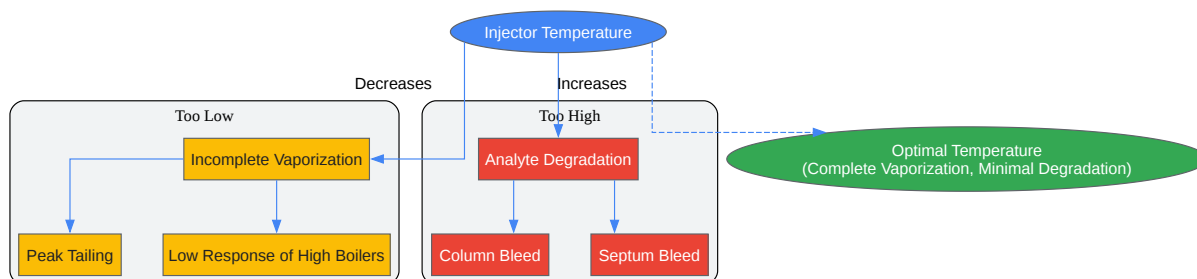 Injector Temperature
Decreases
Increases
Too Low
Too High
Incomplete Vaporization
Analyte Degradation
Optimal Temperature
(Complete Vaporization, Minimal Degradation)
Peak Tailing
Low Response of High Boilers
Column Bleed
Septum Bleed